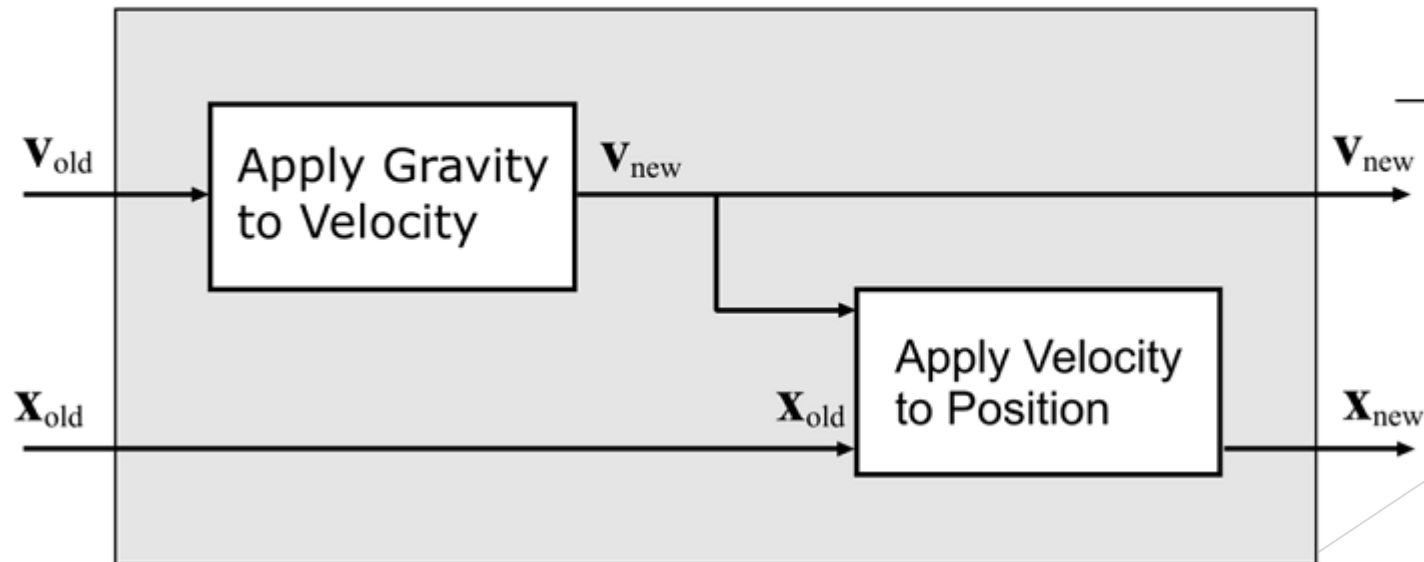 v_old
Apply Gravity
to Velocity
v_new
v_new
x_old
x_old
Apply Velocity
to Position
x_new